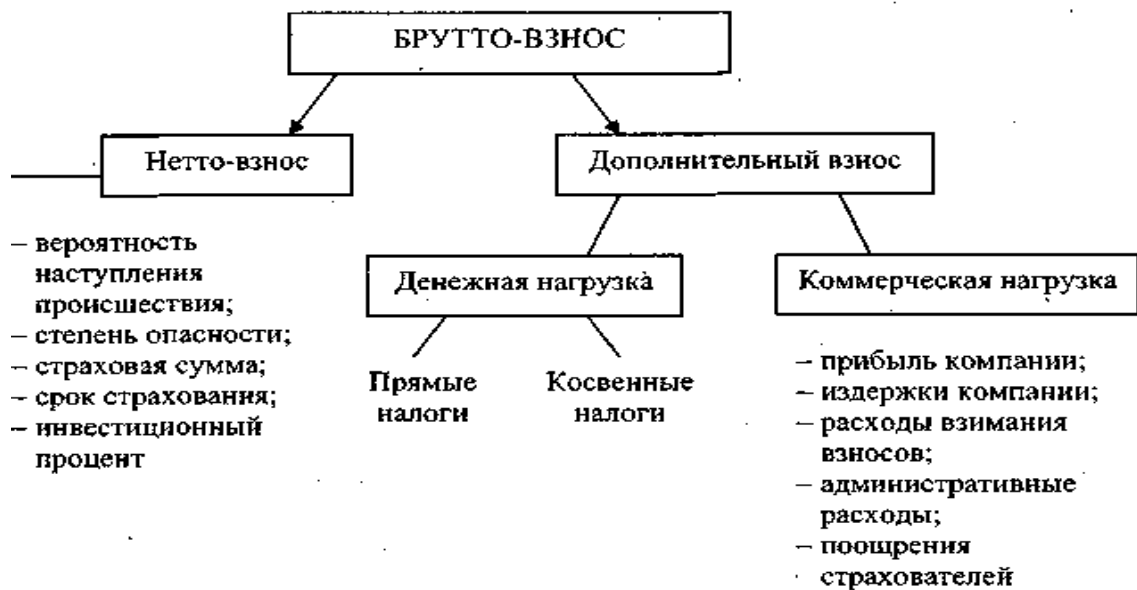 БРУТТО-ВЗНОС
Нетто-взнос
Дополнительный взнос
– вероятность
наступления
происшествия;
– степень опасности;
– страховая сумма;
– срок страхования;
– инвестиционный
процент
Денежная нагрузка
Коммерческая нагрузка
Прямые
налоги
Косвенные
налоги
– прибыль компании;
– издержки компании;
– расходы взимания
взносов;
– административные
расходы;
– поощрения
страхователей